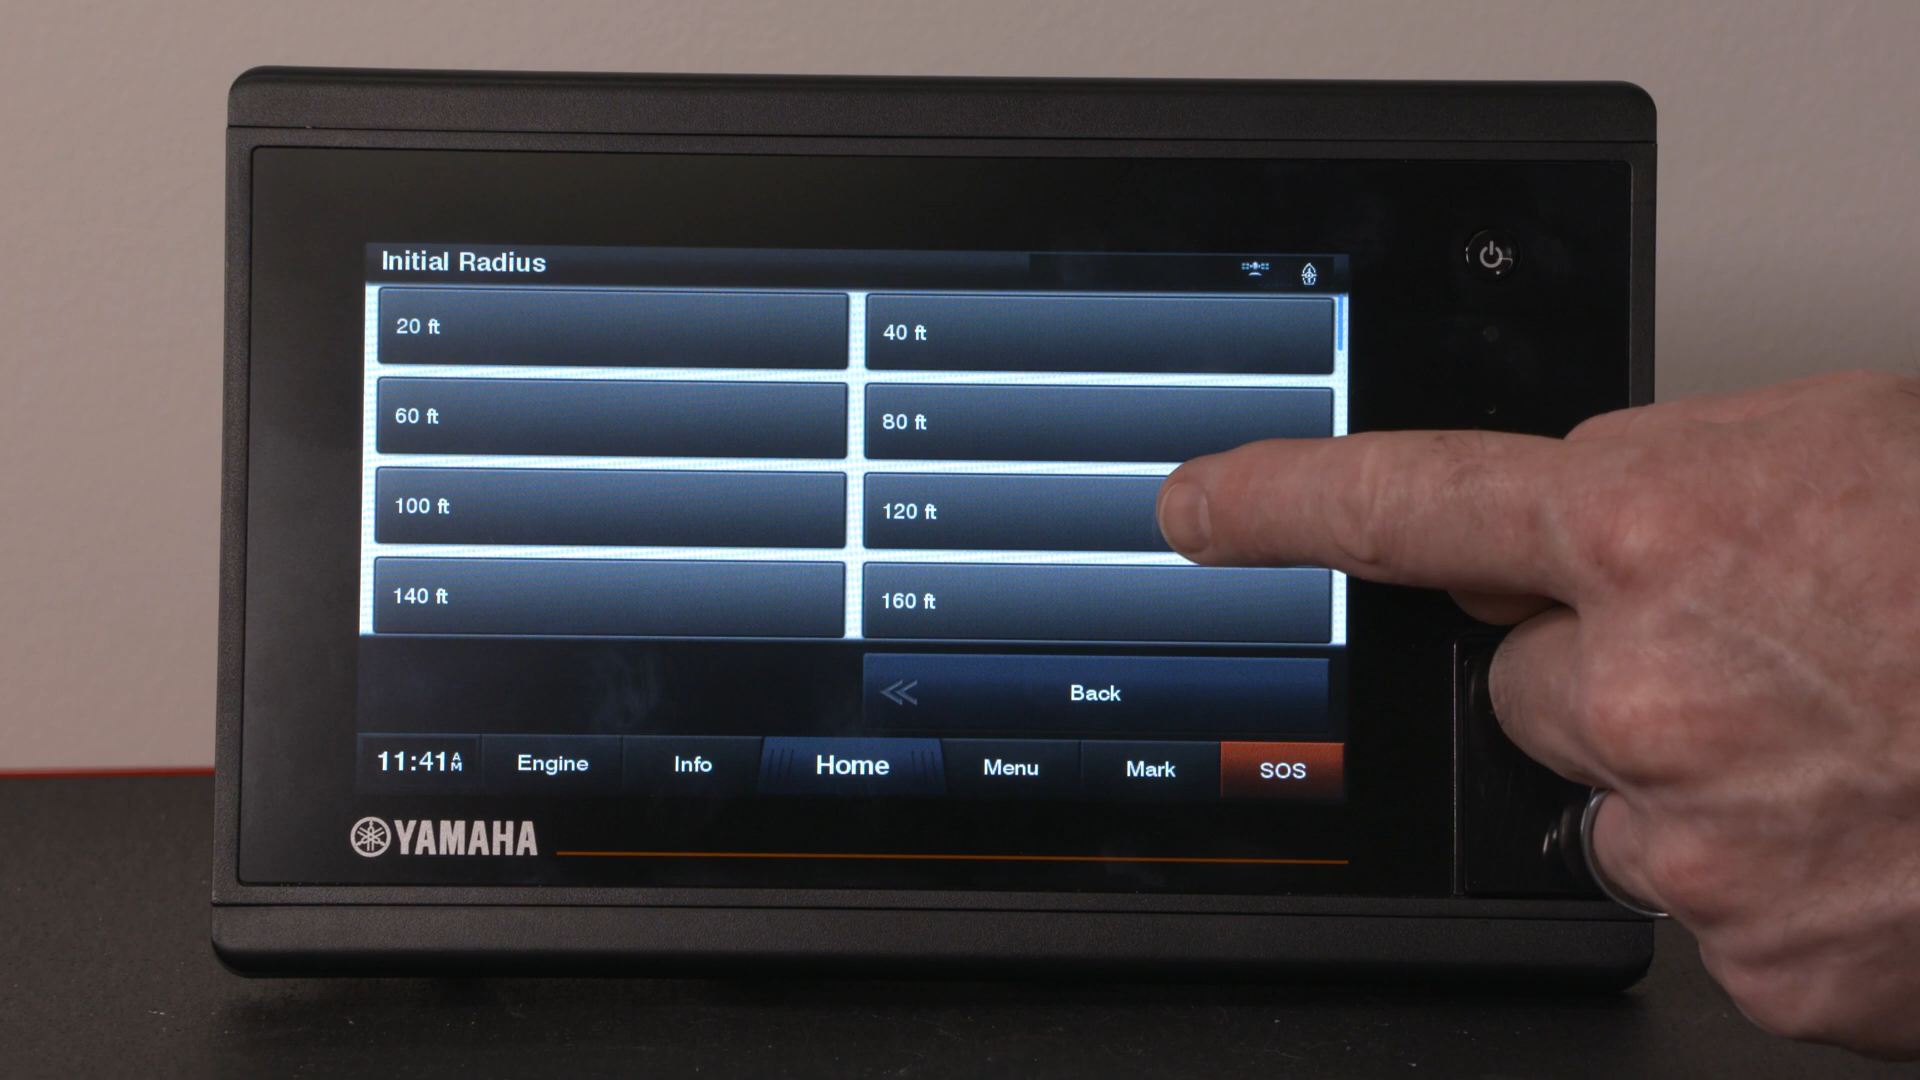 Initial Radius
20 ft
40 ft
60 ft
80 ft
100 ft
120 ft
140 ft
160 ft
Back
11:41 AM
Engine
Info
Home
Menu
Mark
SOS
YAMAHA